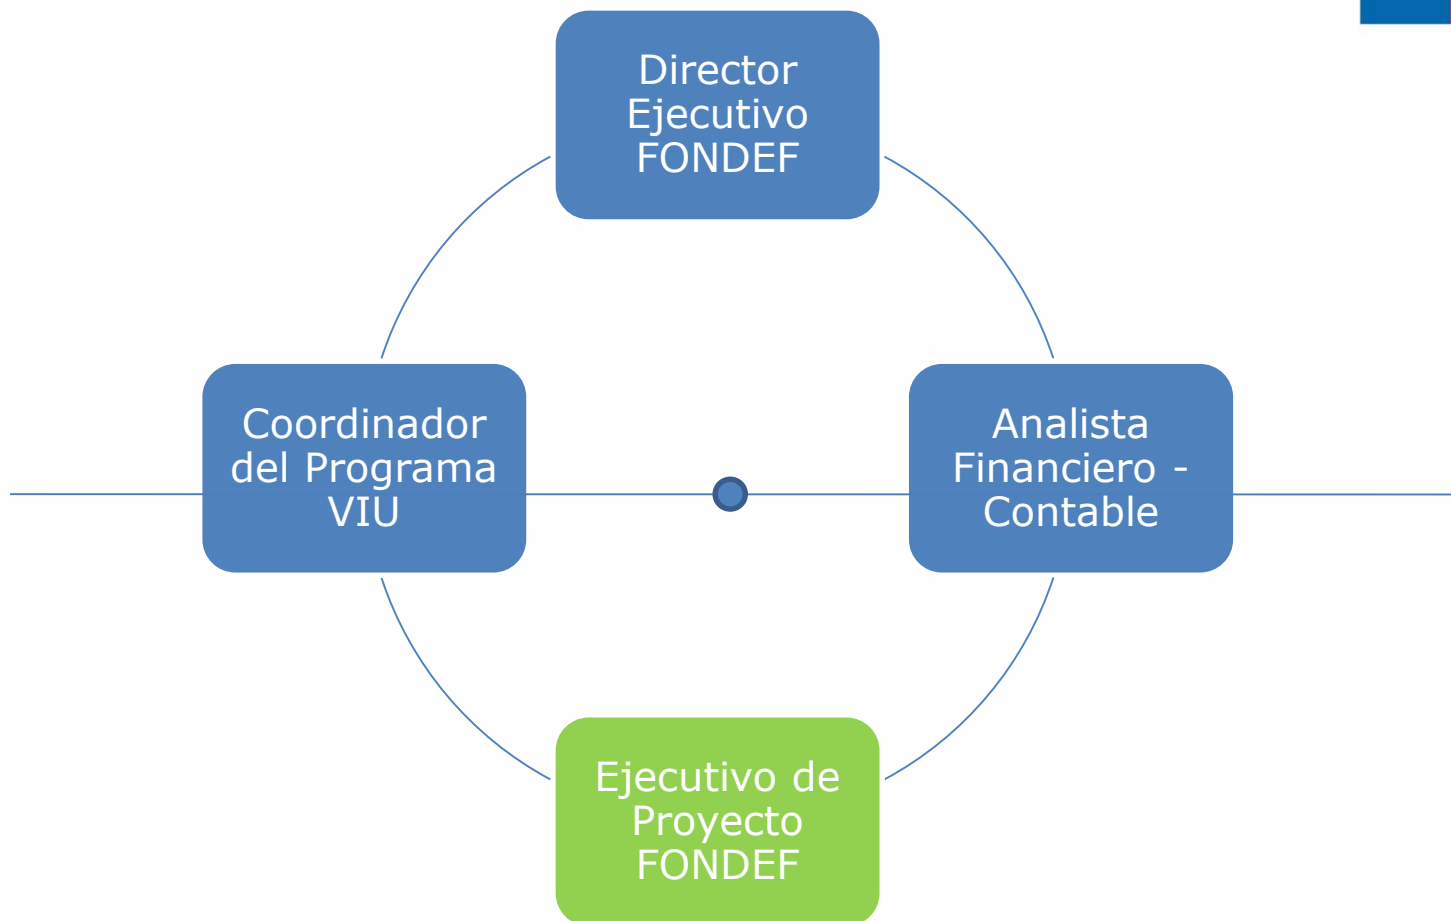 Director
Ejecutivo
FONDEF
Coordinador
del Programa
VIU
Analista
Financiero -
Contable
Ejecutivo de
Proyecto
FONDEF